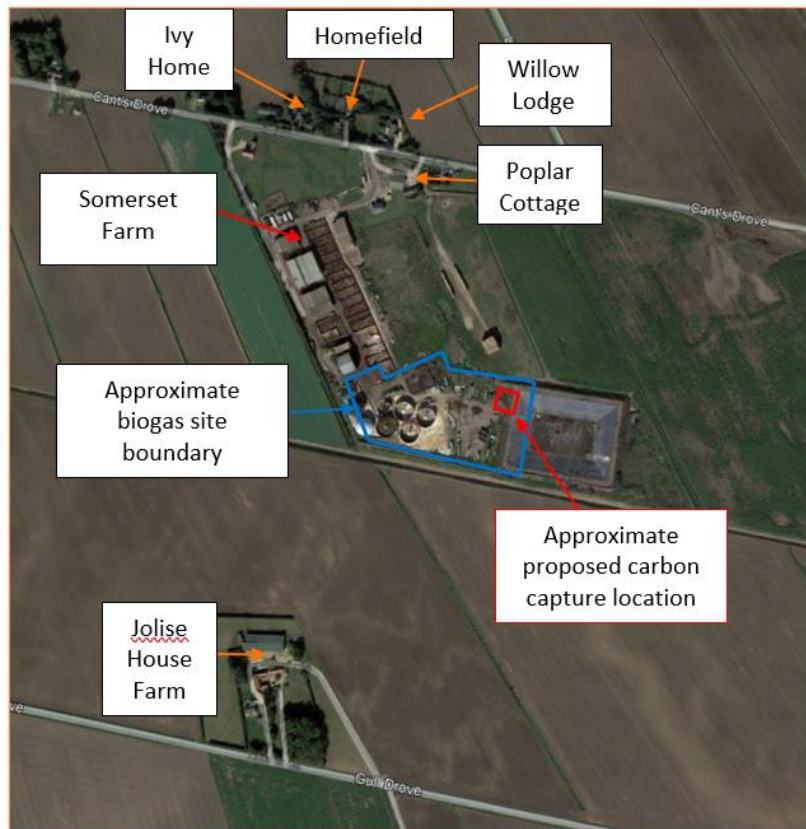 Ivy
Home
Homefield
Willow
Lodge
Cant's Drove
Poplar
Cottage
Somerset
Farm
Cant's Drove
Approximate
biogas site
boundary
Approximate
proposed carbon
capture location
Jolise
House
Farm
ve
Gull Drove